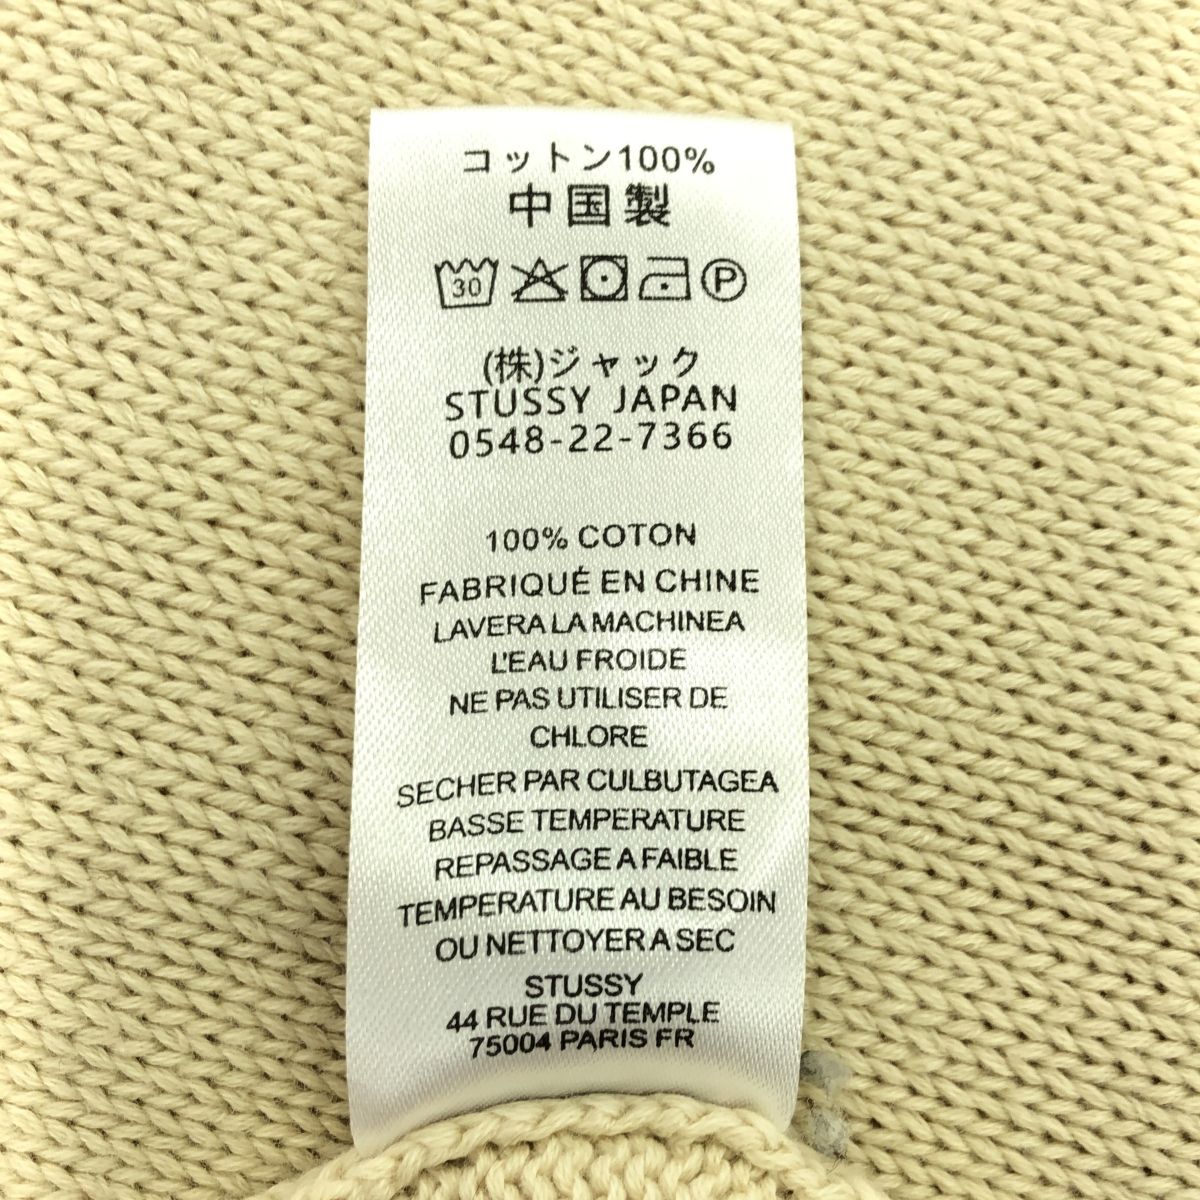 コットン100%
中国製
30 P
(株)ジャック
STUSSY JAPAN
0548-22-7366
100% COTON
FABRIQUÉ EN CHINE
LAVERA LA MACHINEA
L'EAU FROIDE
NE PAS UTILISER DE
CHLORE
SECHER PAR CULBUTAGEA
BASSE TEMPERATURE
REPASSAGE A FAIBLE
TEMPERATURE AU BESOIN
OU NETTOYER A SEC
STUSSY
44 RUE DU TEMPLE
75004 PARIS FR